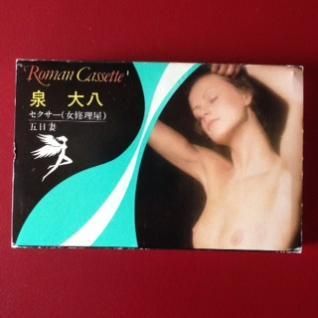 Roman Cassette
泉 大八
セクサー(女修理屋)
五日妻